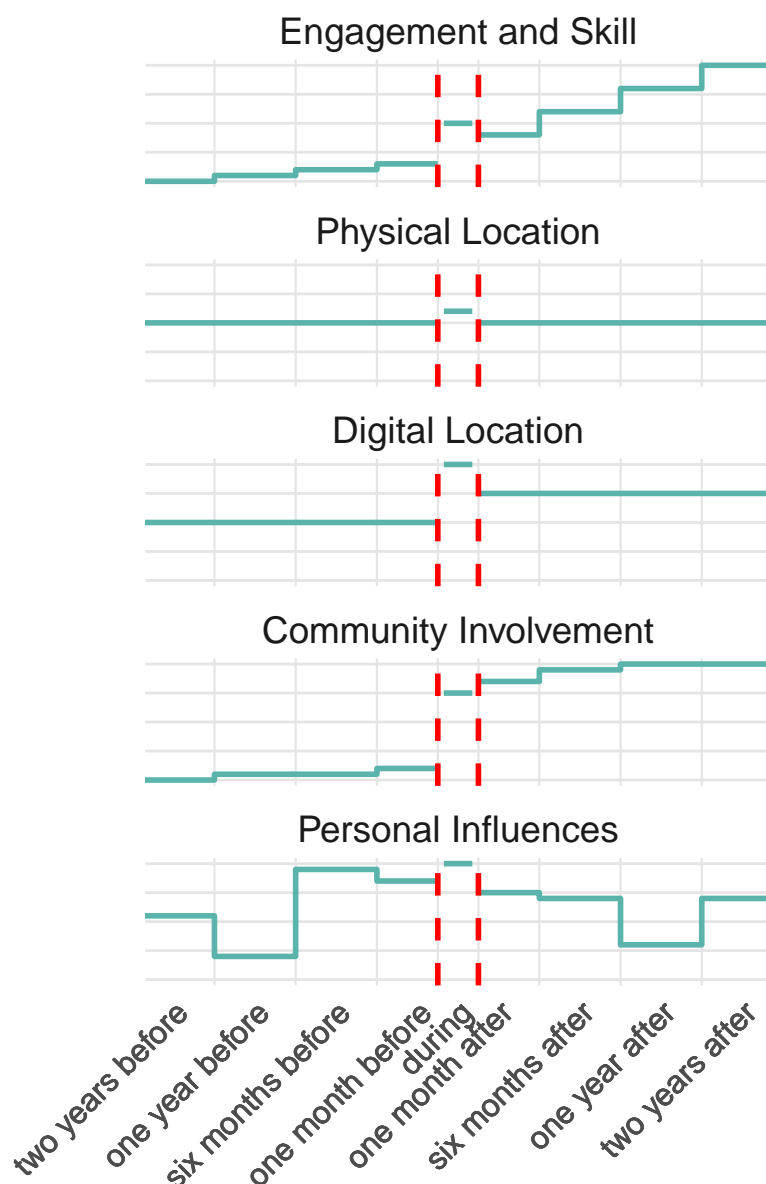 Engagement and Skill
Physical Location
Digital Location
Community Involvement
Personal Influences
two years before
one year before
six months before
one month before
during
one month after
six months after
one year after
two years after